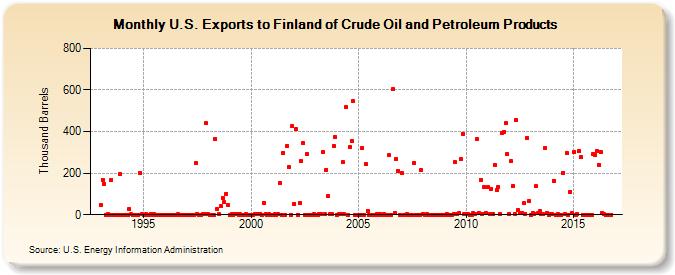 Monthly U.S. Exports to Finland of Crude Oil and Petroleum Products
Thousand Barrels
800
600
400
200
0
1995 2000 2005 2010 2015
Source: U.S. Energy Information Administration